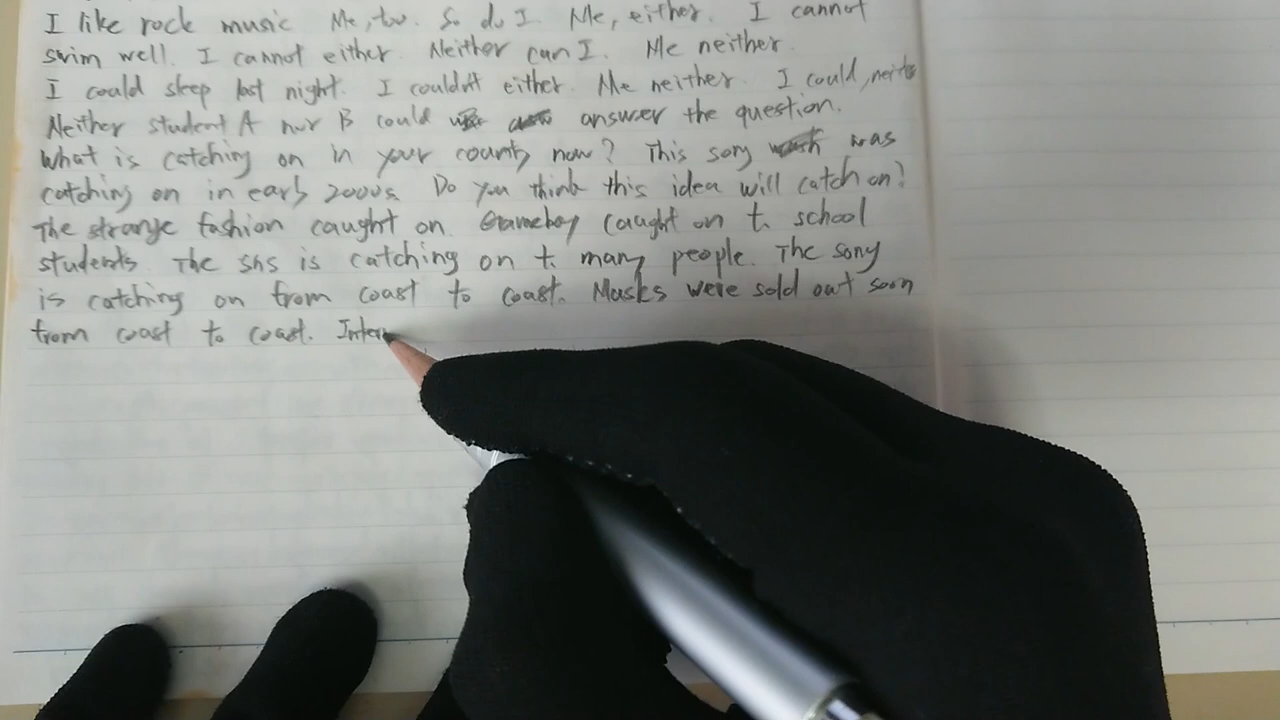 I like rock music Me, too. So do I. Me, either. I cannot
swim well. I cannot either. Neither can I. Me neither.
I could sleep last night. I couldn't either. Me neither. I could, neither
Neither student A nor B could answer the question.
What is catching on in your county now? This song was
catching on in early 2000s. Do you think this idea will catch on?
The strange fashion caught on. Gameboy caught on to school
students. The sns is catching on to many people. The song
is catching on from coast to coast. Masks were sold out soon
from coast to coast. Intern